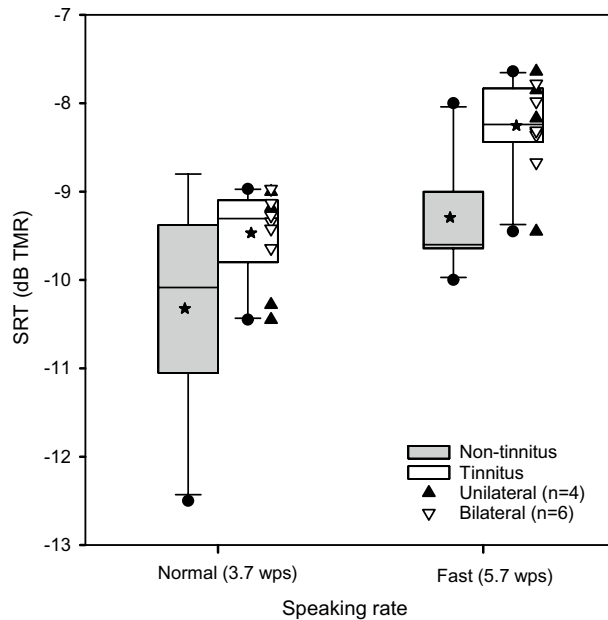 -7
-8
-9
-10
-11
-12
-13
SRT (dB TMR)
Non-tinnitus
Tinnitus
Unilateral (n=4)
Bilateral (n=6)
Normal (3.7 wps)
Fast (5.7 wps)
Speaking rate